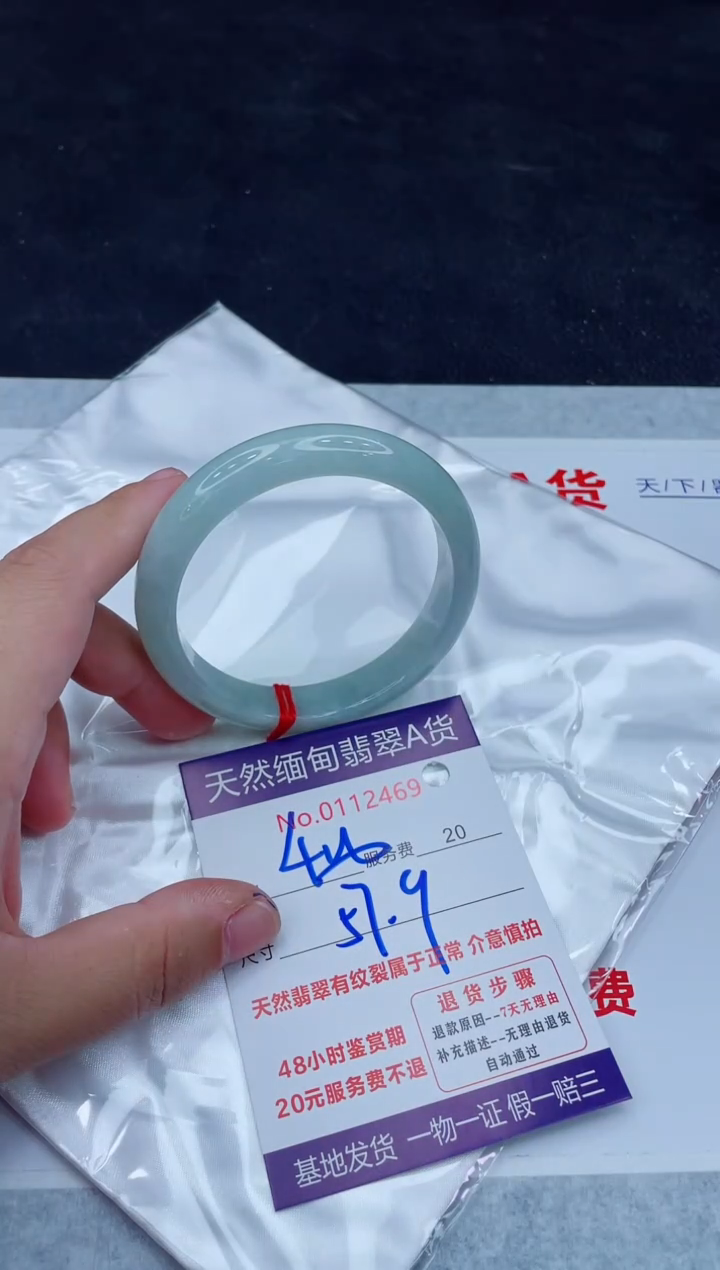 A货 天/下/
天然缅甸翡翠A货
No.0112469
服务费 20
尺寸 57.9
天然翡翠有纹裂属于正常 介意慎拍
48小时鉴赏期
20元服务费不退
退货步骤
退款原因--7天无理由
补充描述--无理由退货
自动通过
费
基地发货 一物一证 假一赔三